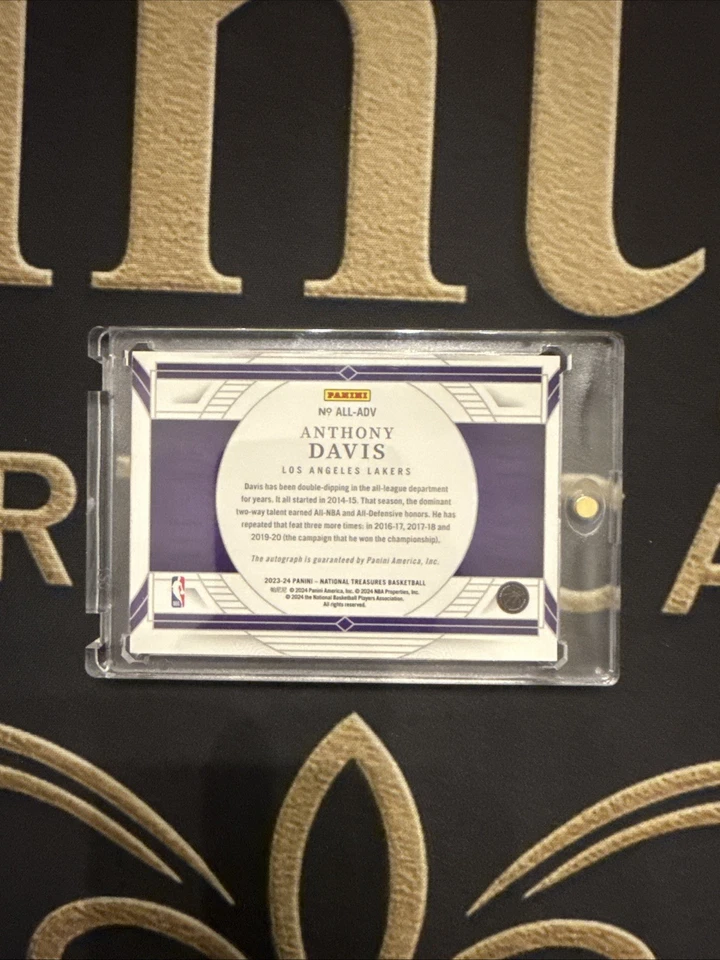 PANINI
Nº ALL-ADV
ANTHONY
DAVIS
LOS ANGELES LAKERS
Davis has been double-dipping in the all-league department
for years. It all started in 2014-15. That season, the dominant
two-way talent earned All-NBA and All-Defensive honors. He has
repeated that feat three more times: in 2016-17, 2017-18 and
2019-20 (the campaign that he won the championship).
The autograph is guaranteed by Panini America, Inc.
2023-24 PANINI – NATIONAL TREASURES BASKETBALL
© 2024 Panini America, Inc. © 2024 NBA Properties, Inc.
© 2024 the National Basketball Players Association.
All rights reserved.
R
A